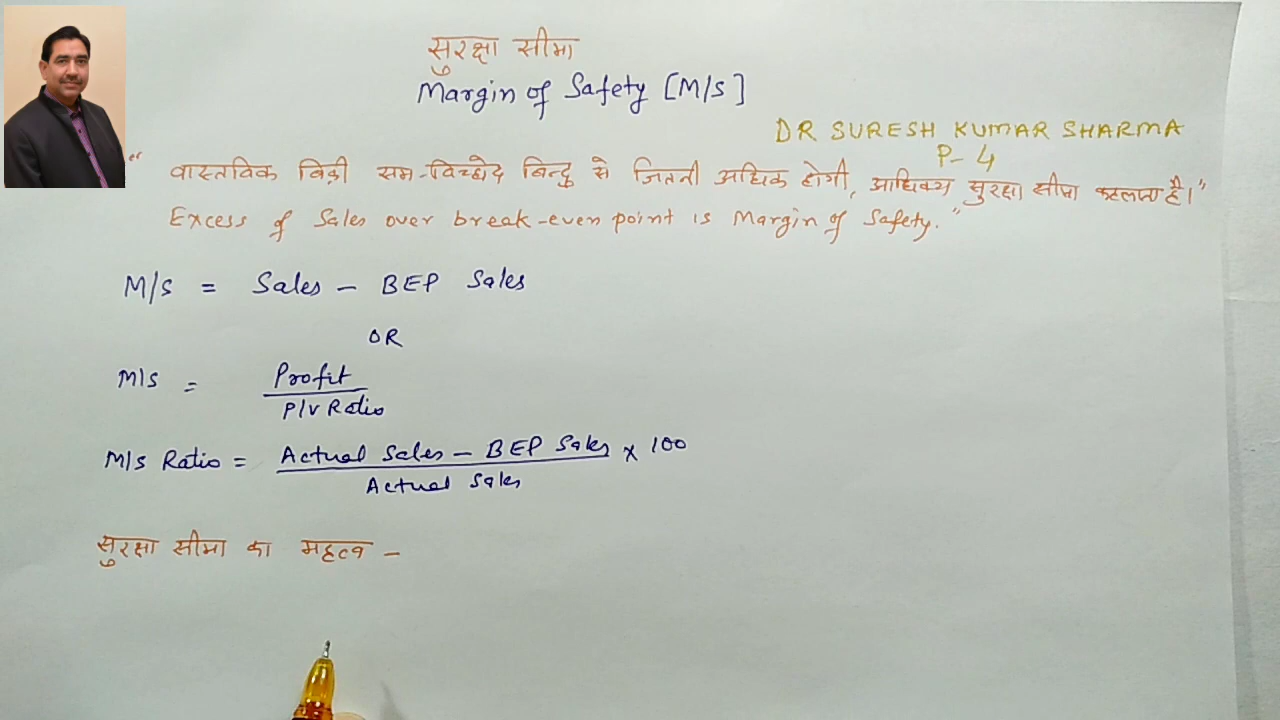 सुरक्षा सीमा
Margin of Safety [M/S]
DR SURESH KUMAR SHARMA
P- 4
“ वास्तविक बिक्री सम-विच्छेद बिन्दु से जितनी अधिक होगी, आधिक्य सुरक्षा सीमा कहलाता है।”
Excess of Sales over break-even point is Margin of Safety.”
M/S = Sales - BEP Sales
OR
M/S = Profit
P/V Ratio
M/S Ratio = Actual Sales - BEP Sales × 100
Actual Sales
सुरक्षा सीमा का महत्व -